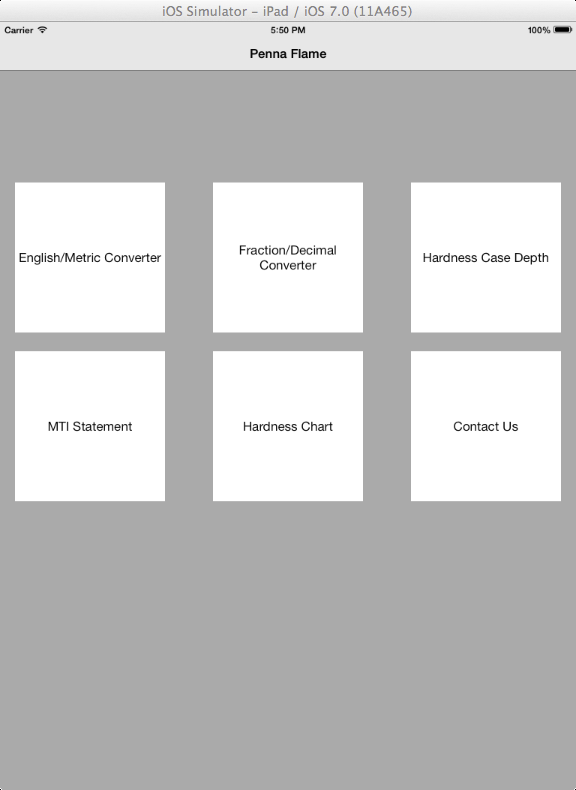 iOS Simulator - iPad / iOS 7.0 (11A465)
Carrier 5:50 PM 100%
Penna Flame
English/Metric Converter
Fraction/Decimal
Converter
Hardness Case Depth
MTI Statement
Hardness Chart
Contact Us